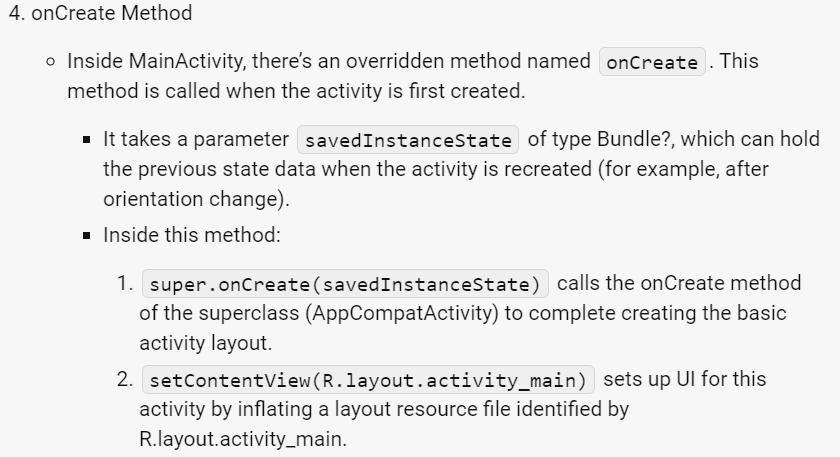 4. onCreate Method
Inside MainActivity, there's an overridden method named onCreate . This
method is called when the activity is first created.
It takes a parameter savedInstanceState of type Bundle?, which can hold
the previous state data when the activity is recreated (for example, after
orientation change).
Inside this method:
1. super.onCreate(savedInstanceState) calls the onCreate method
of the superclass (AppCompatActivity) to complete creating the basic
activity layout.
2. setContentView(R.layout.activity_main) sets up UI for this
activity by inflating a layout resource file identified by
R.layout.activity_main.